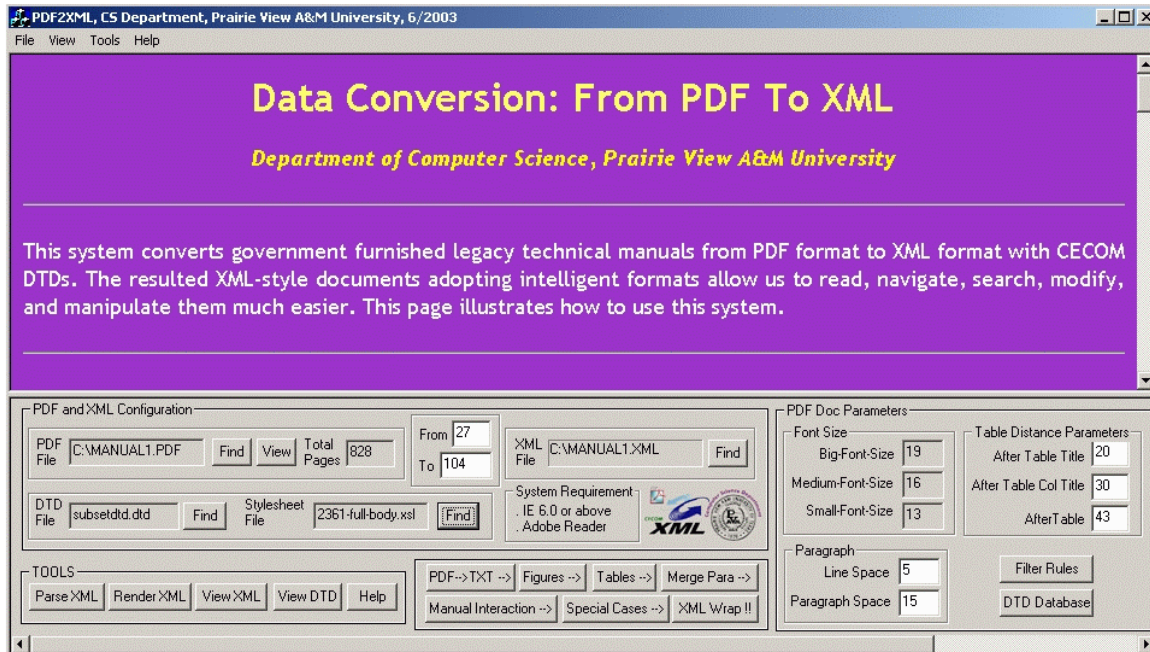 PDF2XML, CS Department, Prairie View A&M University, 6/2003
File View Tools Help
Data Conversion: From PDF To XML
Department of Computer Science, Prairie View A&M University
This system converts government furnished legacy technical manuals from PDF format to XML format with CECOM
DTDs. The resulted XML-style documents adopting intelligent formats allow us to read, navigate, search, modify,
and manipulate them much easier. This page illustrates how to use this system.
PDF and XML Configuration
PDF File C:\MANUAL1.PDF Find View Total Pages 828
From 27
To 104
XML File C:\MANUAL1.XML Find
DTD File subsetdtd.dtd Find Stylesheet File 2361-full-body.xsl Find
System Requirement
. IE 6.0 or above
. Adobe Reader
CECOM XML
TOOLS
Parse XML Render XML View XML View DTD Help
PDF-->TXT --> Figures --> Tables --> Merge Para -->
Manual Interaction --> Special Cases --> XML Wrap !!
PDF Doc Parameters
Font Size
Big-Font-Size 19
Medium-Font-Size 16
Small-Font-Size 13
Table Distance Parameters
After Table Title 20
After Table Col Title 30
AfterTable 43
Paragraph
Line Space 5
Paragraph Space 15
Filter Rules
DTD Database